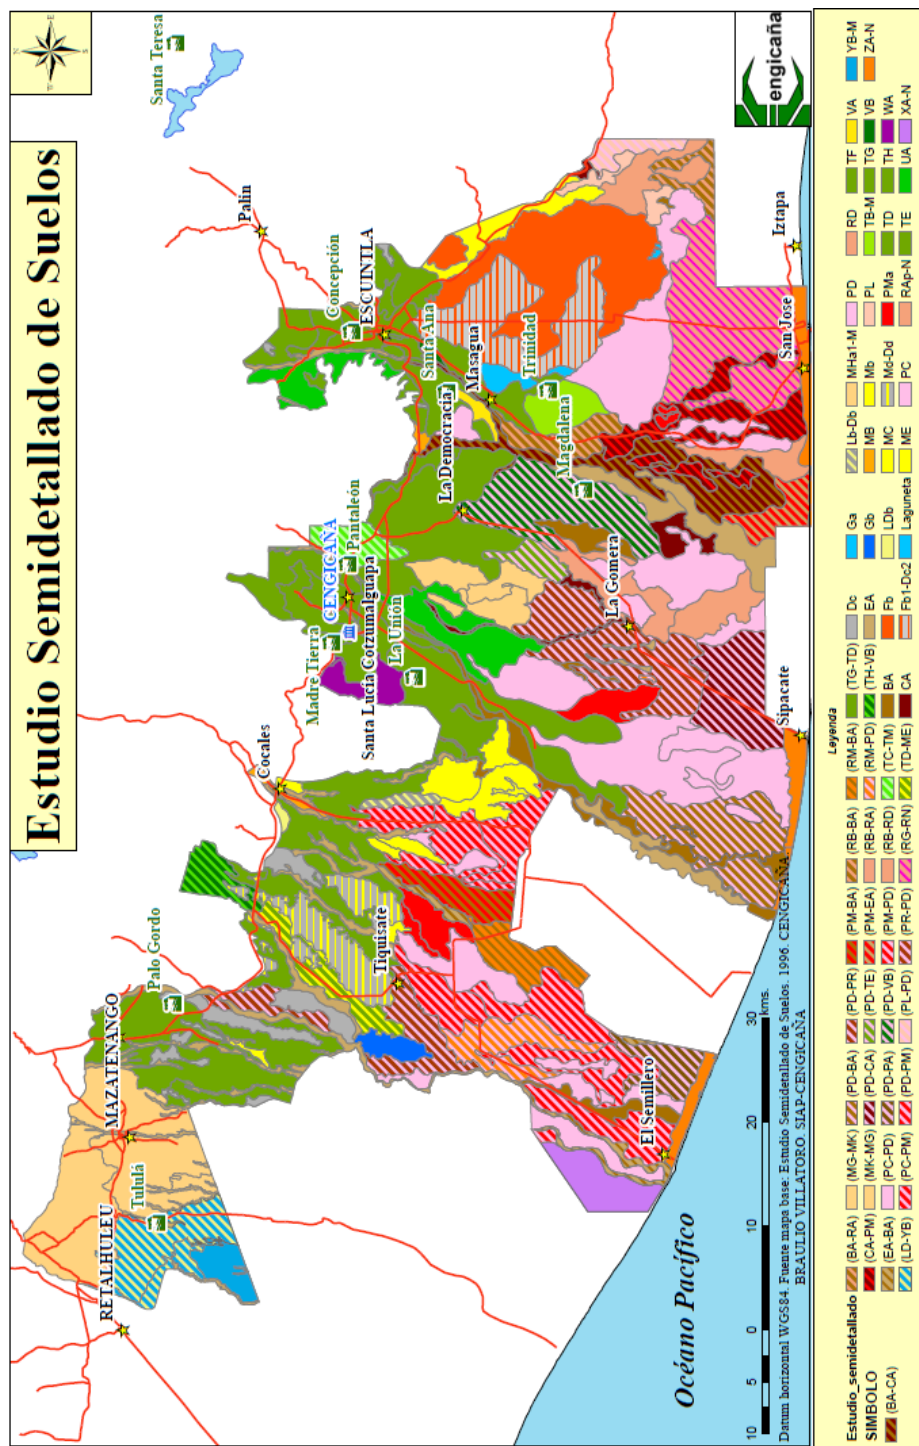 Estudio Semidetallado de Suelos
N
E
S
Santa Teresa
Palin
Palo Gordo
MAZATENANGO
RETALHULEU
Tululá
Cocales
Madre Tierra
CENGICAÑA
Pantaleón
Santa Lucia Cotzumalguapa
La Unión
Concepción
ESCUINTLA
Santa Ana
Masagua
La Democracia
Trinidad
Magdalena
Tiquisate
La Gomera
El Semillero
Sipacate
San Jose
Iztapa
engicaña
Océano Pacífico
10 5 0 10 20 30
kms.
Datum horizontal WGS84. Fuente mapa base: Estudio Semidetallado de Suelos. 1996. CENGICAÑA.
BRAULIO VILLATORO. SIAP-CENGICAÑA
Leyenda
Estudio_semidetallado
SIMBOLO
(BA-CA)
(BA-RA)
(CA-PM)
(EA-BA)
(LD-YB)
(MG-MK)
(MK-MG)
(PC-PD)
(PC-PM)
(PD-BA)
(PD-CA)
(PD-PA)
(PD-PM)
(PD-PR)
(PD-TE)
(PD-VB)
(PL-PD)
(PM-BA)
(PM-EA)
(PM-PD)
(PR-PD)
(RB-BA)
(RB-RA)
(RB-RD)
(RG-RN)
(RM-BA)
(RM-PD)
(TC-TM)
(TD-ME)
(TG-TD)
(TH-VB)
BA
CA
Dc
EA
Fb
Fb1-Dc2
Ga
Gb
LDb
Laguneta
Lb-Db
MB
MC
ME
MHa1-M
Mb
Md-Dd
PC
PD
PL
PMa
RAp-N
RD
TB-M
TD
TE
TF
TG
TH
UA
VA
VB
WA
XA-N
YB-M
ZA-N